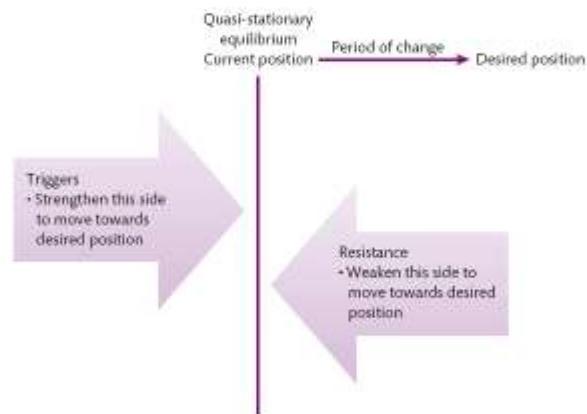 Quasi-stationary
equilibrium
Current position
Period of change
Desired position
Triggers
• Strengthen this side
to move towards
desired position
Resistance
• Weaken this side to
move towards desired
position